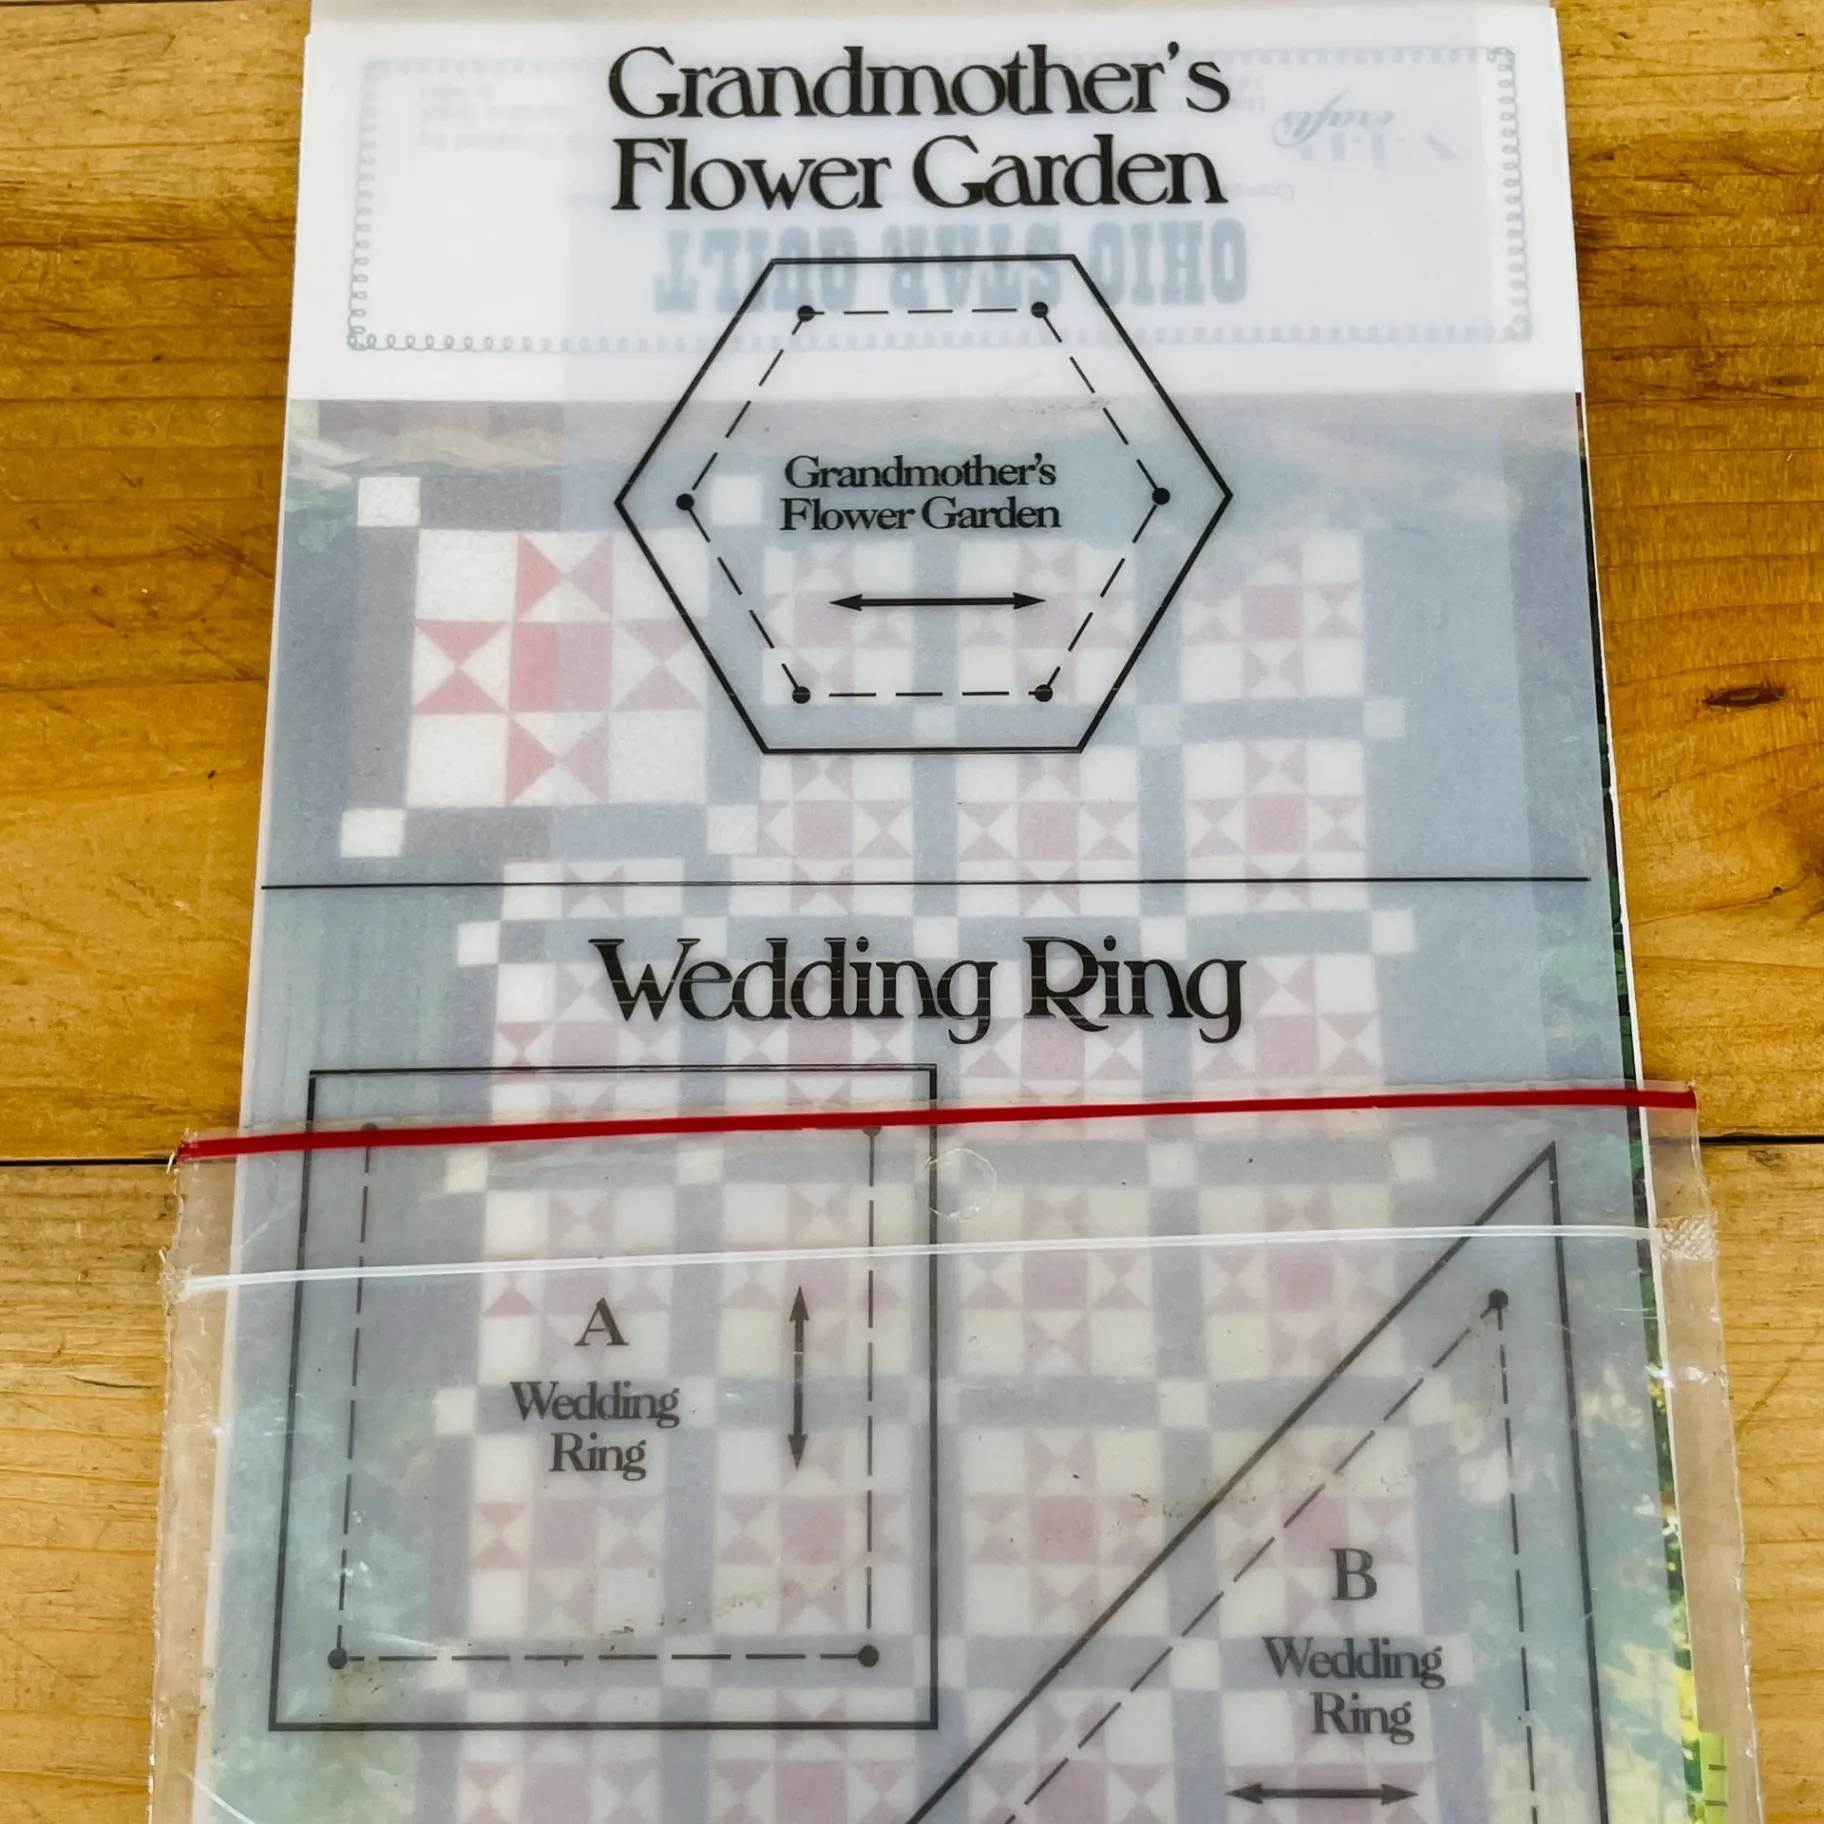 Grandmother's
Flower Garden
OHIO STAR QUILT
Grandmother's
Flower Garden
Wedding Ring
A
Wedding
Ring
B
Wedding
Ring